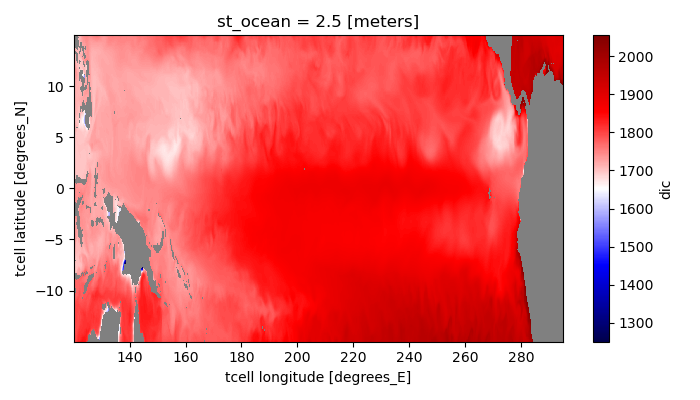 st_ocean = 2.5 [meters]
10
5
0
−5
−10
tcell latitude [degrees_N]
140 160 180 200 220 240 260 280
tcell longitude [degrees_E]
2000
1900
1800
1700
1600
1500
1400
1300
dic